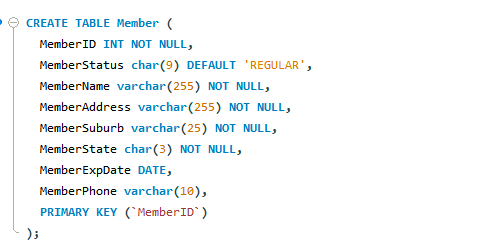 CREATE TABLE Member (
MemberID INT NOT NULL,
MemberStatus char(9) DEFAULT 'REGULAR',
MemberName varchar(255) NOT NULL,
MemberAddress varchar(255) NOT NULL,
MemberSuburb varchar(25) NOT NULL,
MemberState char(3) NOT NULL,
MemberExpDate DATE,
MemberPhone varchar(10),
PRIMARY KEY (`MemberID`)
);